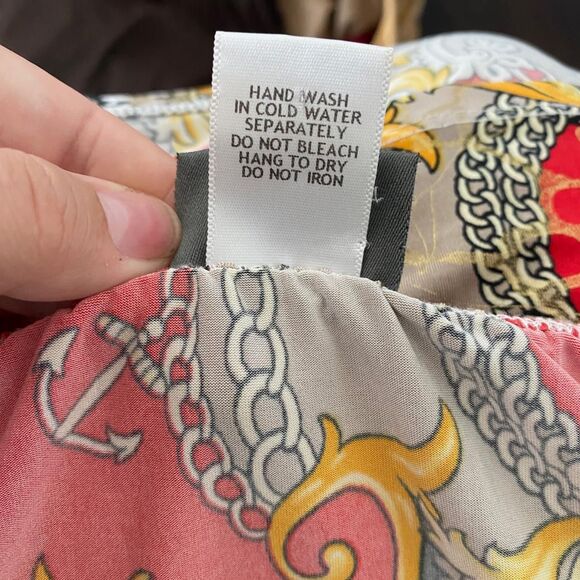 HAND WASH
IN COLD WATER
SEPARATELY
DO NOT BLEACH
HANG TO DRY
DO NOT IRON